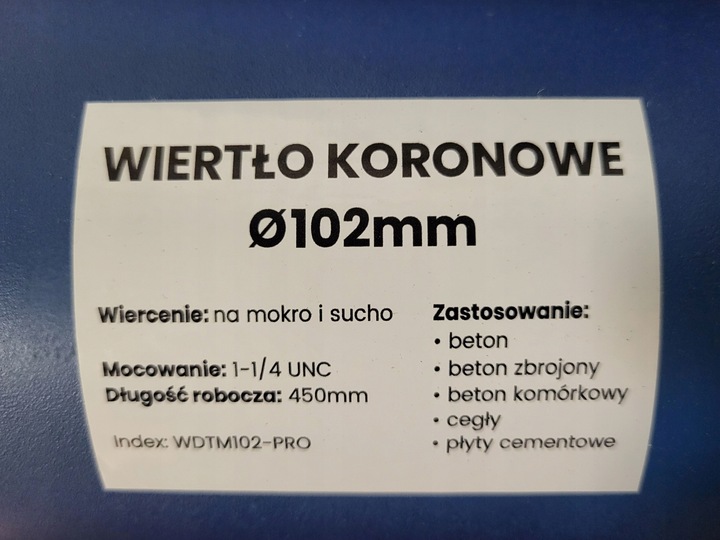 WIERTŁO KORONOWE
Ø102mm
Wiercenie: na mokro i sucho
Mocowanie: 1-1/4 UNC
Długość robocza: 450mm
Index: WDTM102-PRO
Zastosowanie:
• beton
• beton zbrojony
• beton komórkowy
• cegły
• płyty cementowe